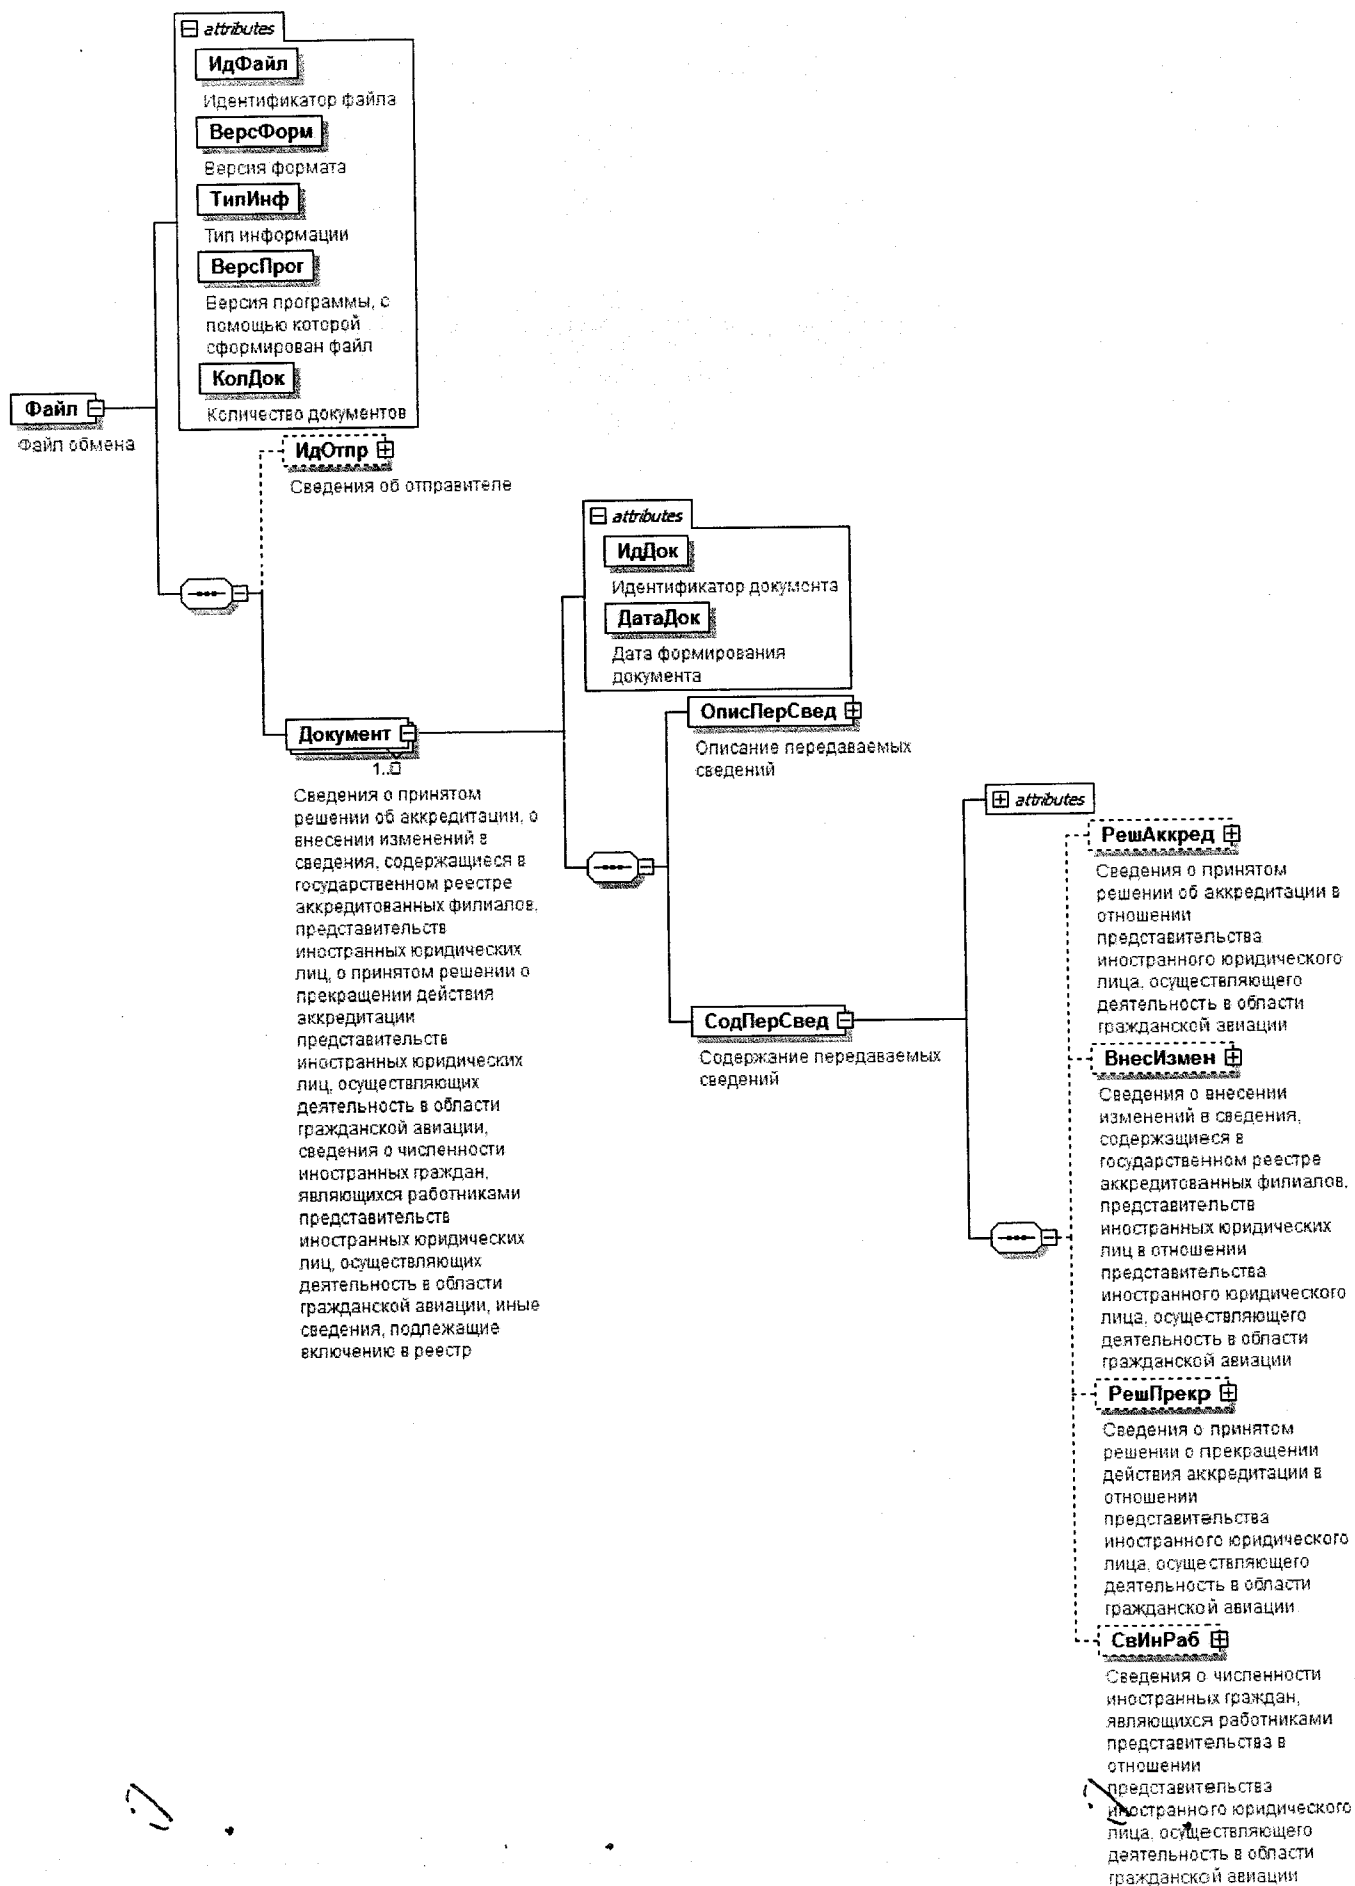 attributes
ИдФайл
Идентификатор файла
ВерсФорм
Версия формата
ТипИнф
Тип информации
ВерсПрог
Версия программы, с
помощью которой
сформирован файл
КолДок
Количество документов
Файл
Файл обмена
ИдОтпр
Сведения об отправителе
attributes
ИдДок
Идентификатор документа
ДатаДок
Дата формирования
документа
Документ
1..
Сведения о принятом
решении об аккредитации, о
внесении изменений в
сведения, содержащиеся в
государственном реестре
аккредитованных филиалов,
представительств
иностранных юридических
лиц, о принятом решении о
прекращении действия
аккредитации
представительств
иностранных юридических
лиц, осуществляющих
деятельность в области
гражданской авиации,
сведения о численности
иностранных граждан,
являющихся работниками
представительств
иностранных юридических
лиц, осуществляющих
деятельность в области
гражданской авиации, иные
сведения, подлежащие
включению в реестр
ОписПерСвед
Описание передаваемых
сведений
СодПерСвед
Содержание передаваемых
сведений
attributes
РешАккред
Сведения о принятом
решении об аккредитации в
отношении
представительства
иностранного юридического
лица, осуществляющего
деятельность в области
гражданской авиации
ВнесИзмен
Сведения о внесении
изменений в сведения,
содержащиеся в
государственном реестре
аккредитованных филиалов,
представительств
иностранных юридических
лиц в отношении
представительства
иностранного юридического
лица, осуществляющего
деятельность в области
гражданской авиации
РешПрекр
Сведения о принятом
решении о прекращении
действия аккредитации в
отношении
представительства
иностранного юридического
лица, осуществляющего
деятельность в области
гражданской авиации
СвИнРаб
Сведения о численности
иностранных граждан,
являющихся работниками
представительства в
отношении
представительства
иностранного юридического
лица, осуществляющего
деятельность в области
гражданской авиации